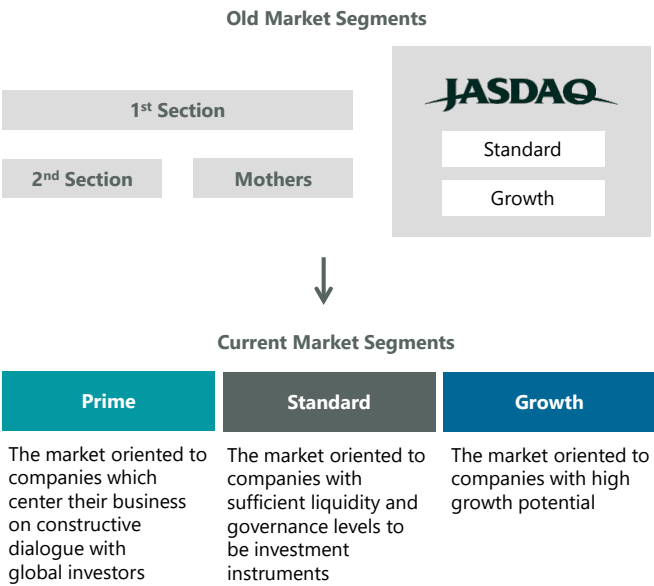 Old Market Segments
1st Section
2nd Section
Mothers
JASDAQ
Standard
Growth
Current Market Segments
Prime
Standard
Growth
The market oriented to
companies which
center their business
on constructive
dialogue with
global investors
The market oriented to
companies with
sufficient liquidity and
governance levels to
be investment
instruments
The market oriented to
companies with high
growth potential